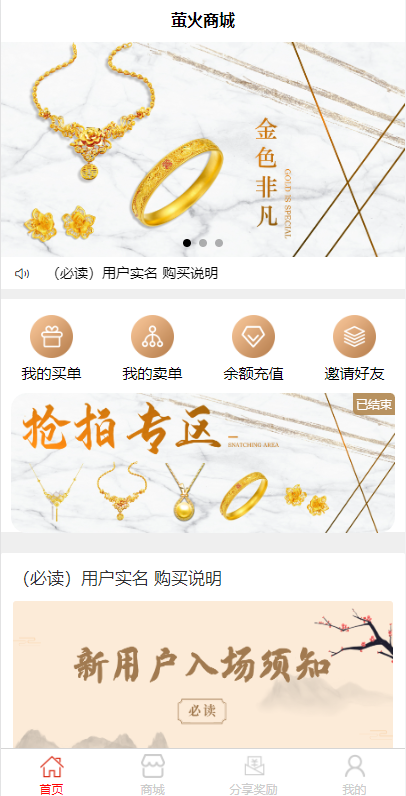 萤火商城
金色非凡
GOLD IS SPECIAL
（必读）用户实名 购买说明
我的买单
我的卖单
余额充值
邀请好友
已结束
抢拍专区
SNATCHING AREA
（必读）用户实名 购买说明
新用户入场须知
必读
首页
商城
分享奖励
我的